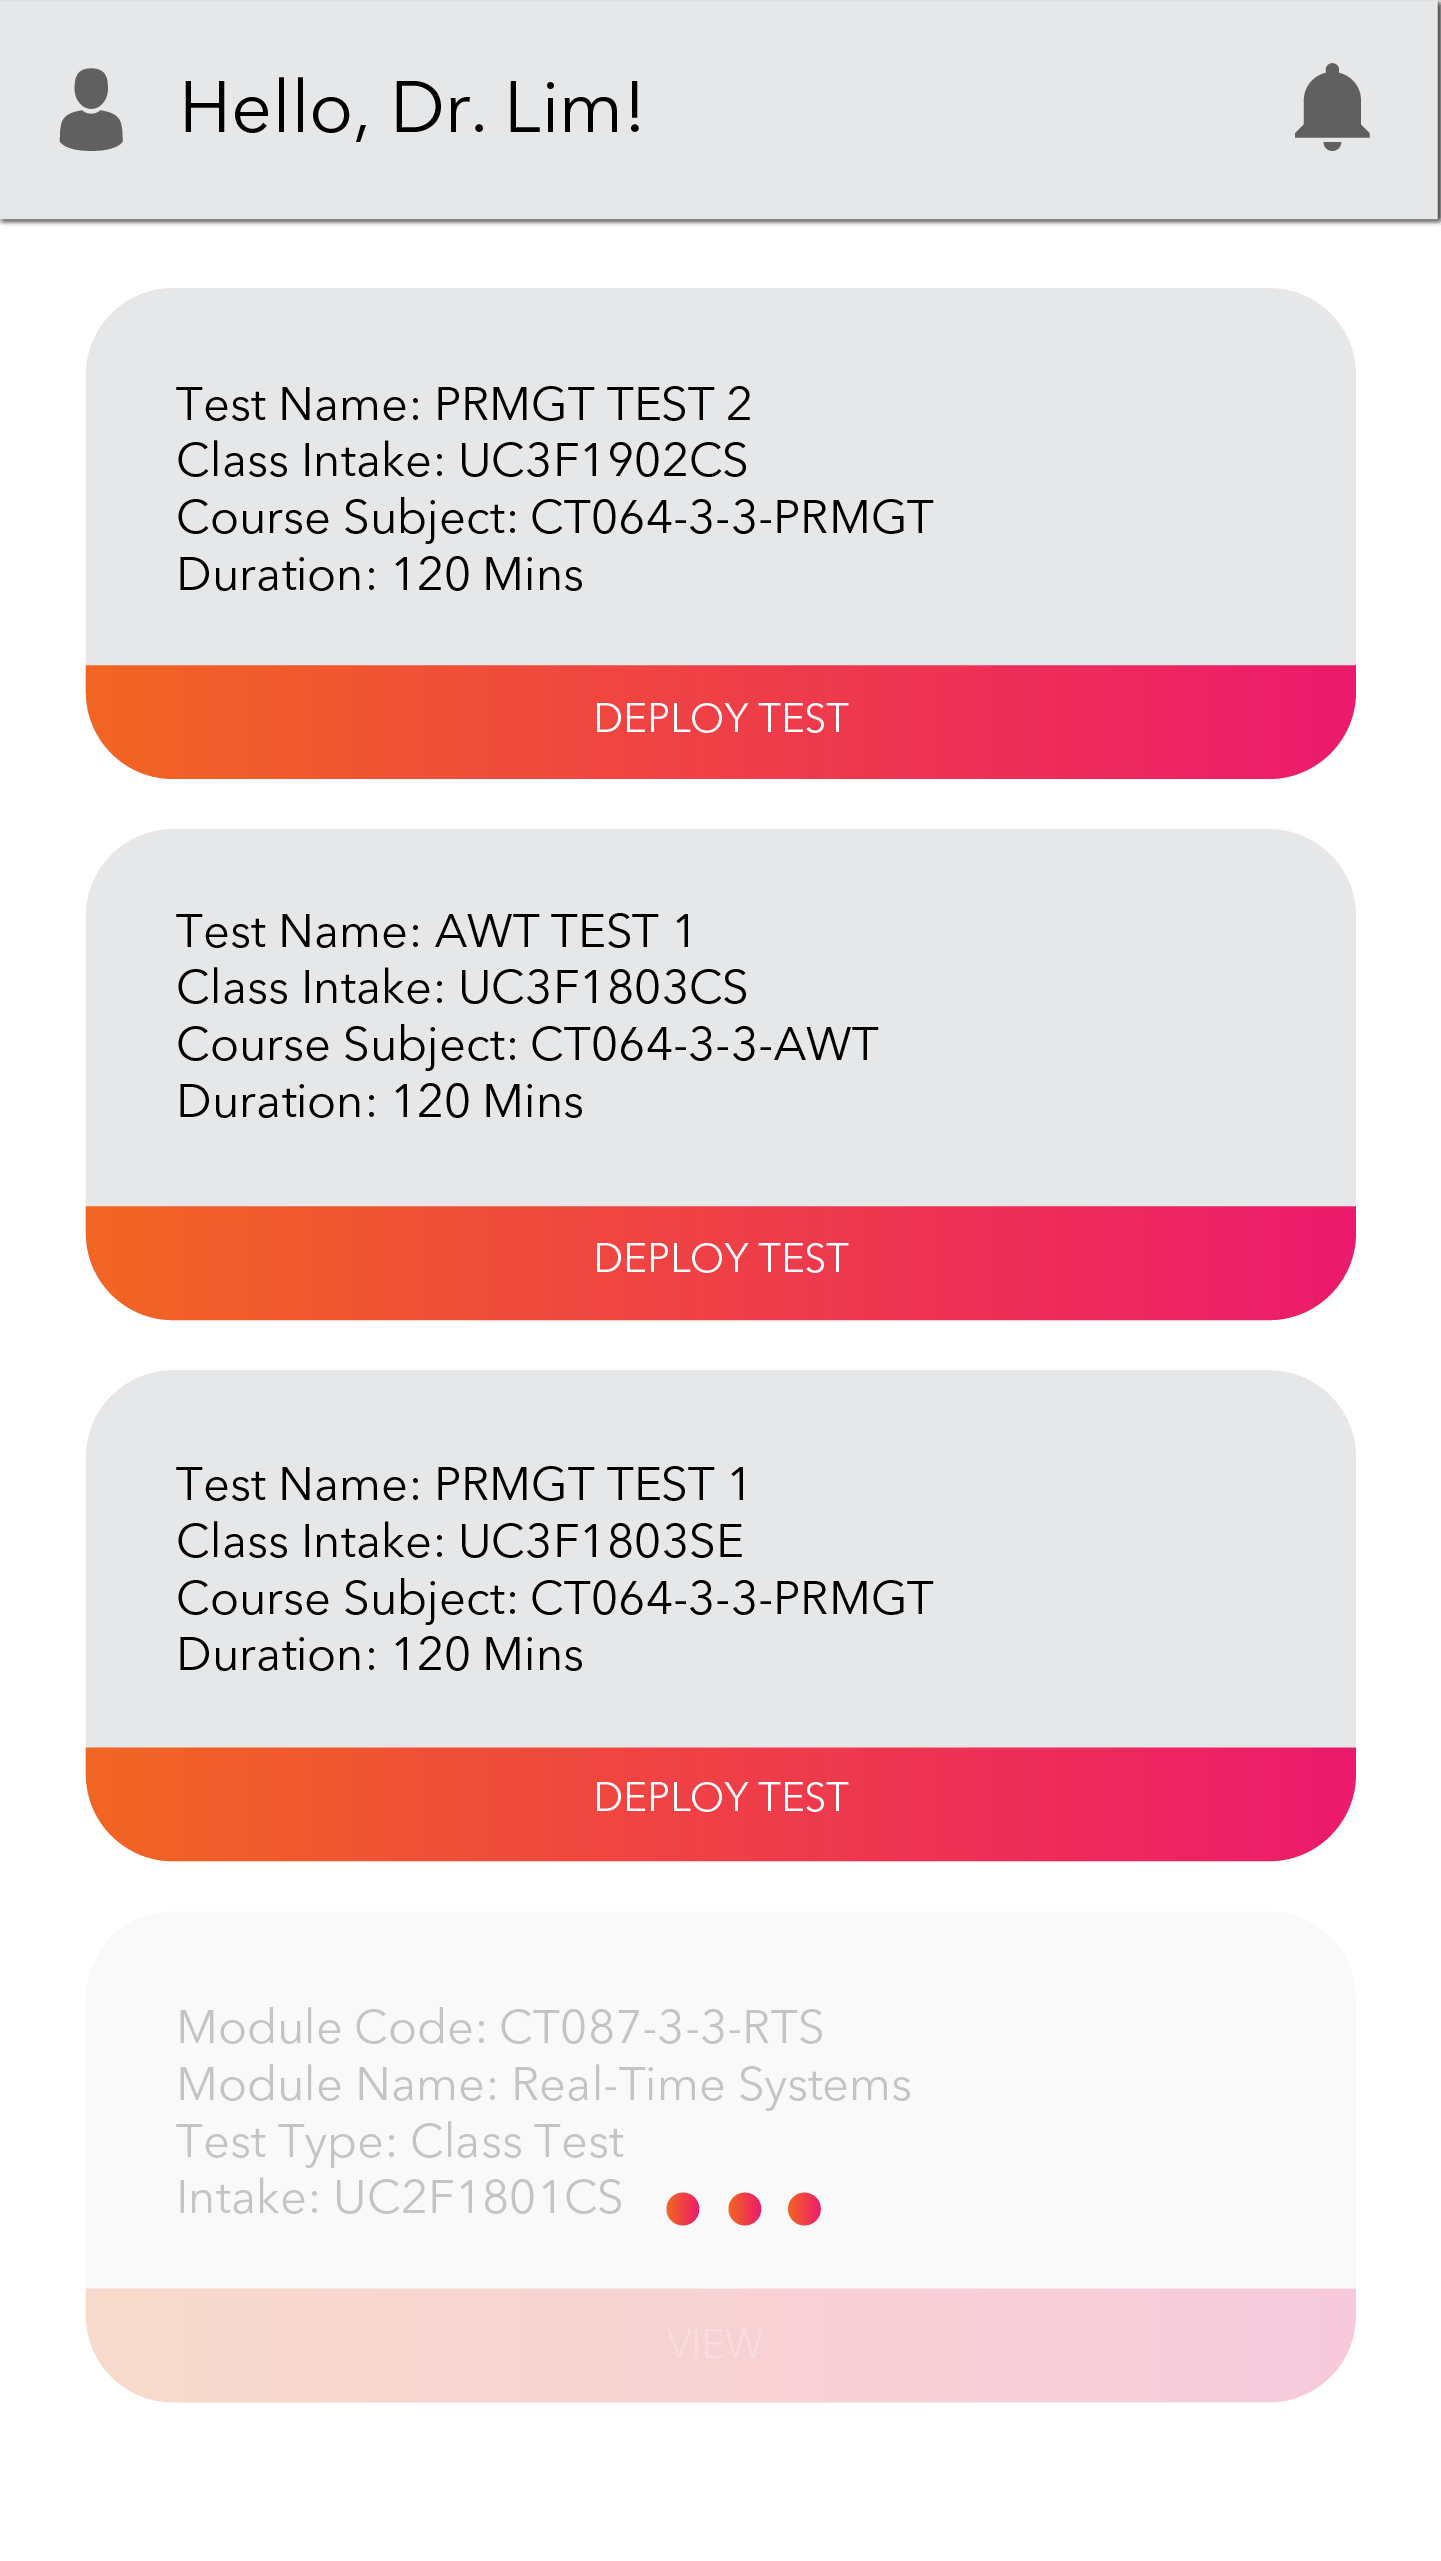 Hello, Dr. Lim!
Test Name: PRMGT TEST 2
Class Intake: UC3F1902CS
Course Subject: CT064-3-3-PRMGT
Duration: 120 Mins
DEPLOY TEST
Test Name: AWT TEST 1
Class Intake: UC3F1803CS
Course Subject: CT064-3-3-AWT
Duration: 120 Mins
DEPLOY TEST
Test Name: PRMGT TEST 1
Class Intake: UC3F1803SE
Course Subject: CT064-3-3-PRMGT
Duration: 120 Mins
DEPLOY TEST
Module Code: CT087-3-3-RTS
Module Name: Real-Time Systems
Test Type: Class Test
Intake: UC2F1801CS
VIEW